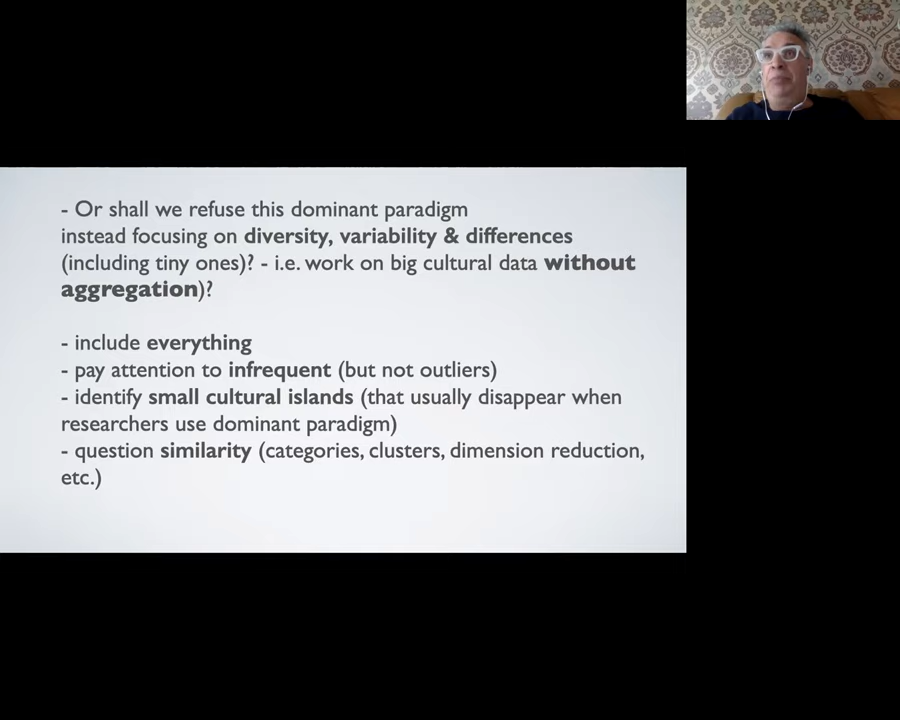 - Or shall we refuse this dominant paradigm
instead focusing on diversity, variability & differences
(including tiny ones)? - i.e. work on big cultural data without
aggregation)?
- include everything
- pay attention to infrequent (but not outliers)
- identify small cultural islands (that usually disappear when
researchers use dominant paradigm)
- question similarity (categories, clusters, dimension reduction,
etc.)